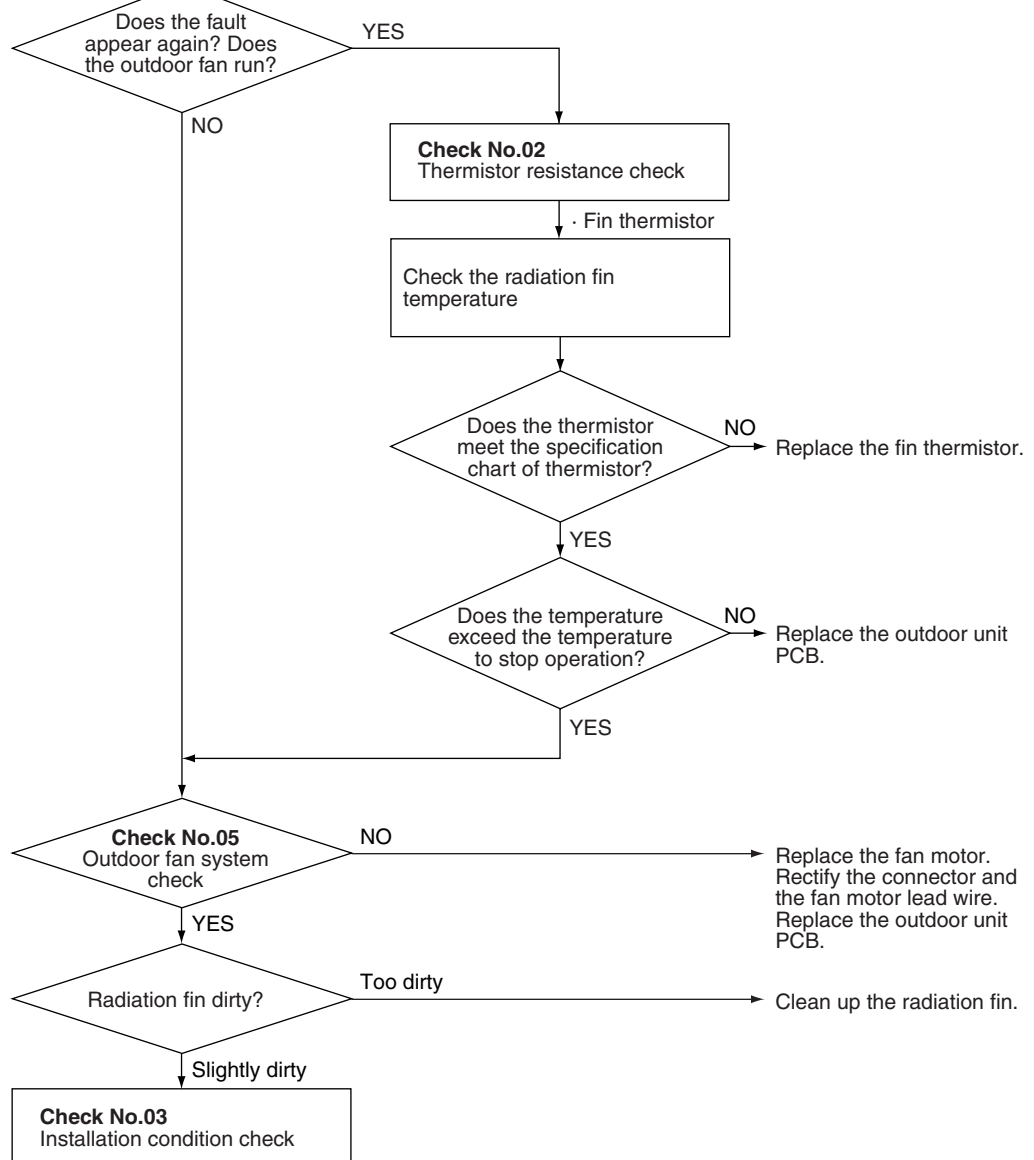 Does the fault
appear again? Does
the outdoor fan run?
YES
NO
Check No.02
Thermistor resistance check
· Fin thermistor
Check the radiation fin
temperature
Does the thermistor
meet the specification
chart of thermistor?
NO
Replace the fin thermistor.
YES
Does the temperature
exceed the temperature
to stop operation?
NO
Replace the outdoor unit
PCB.
YES
Check No.05
Outdoor fan system
check
NO
Replace the fan motor.
Rectify the connector and
the fan motor lead wire.
Replace the outdoor unit
PCB.
YES
Radiation fin dirty?
Too dirty
Clean up the radiation fin.
Slightly dirty
Check No.03
Installation condition check